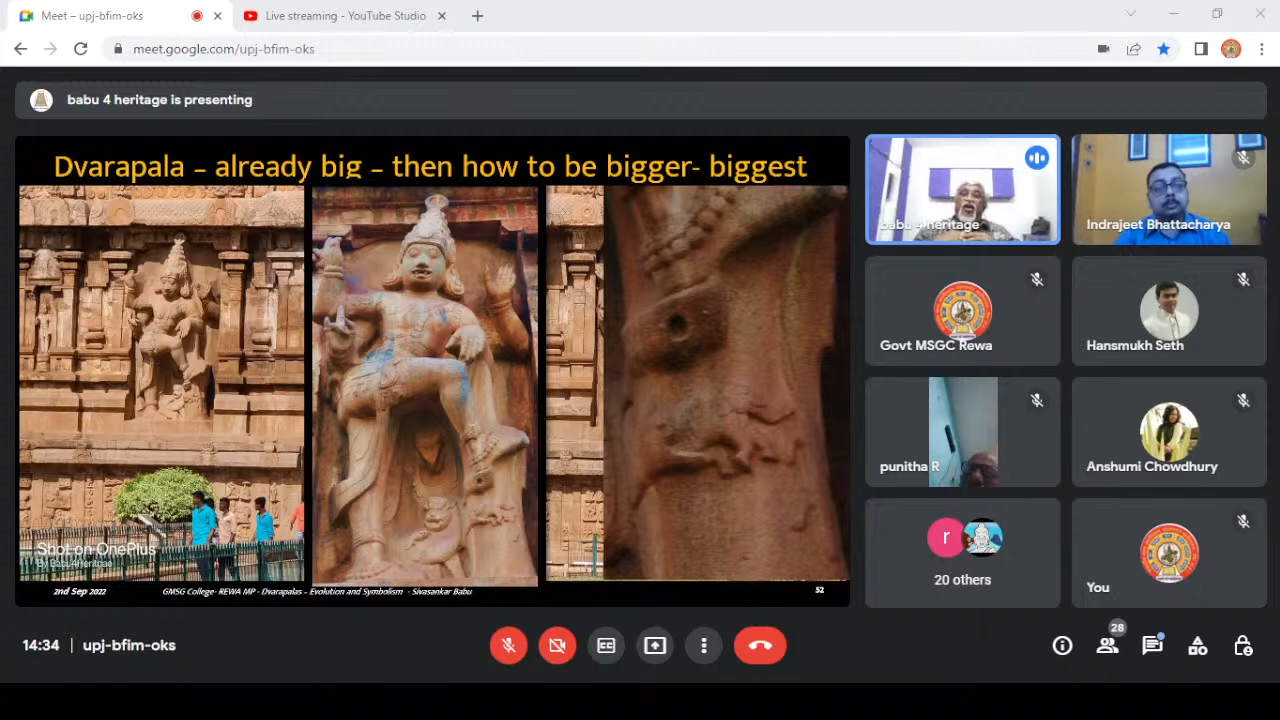 Meet – upj-bfim-oks
Live streaming - YouTube Studio
meet.google.com/upj-bfim-oks
babu 4 heritage is presenting
Dvarapala – already big – then how to be bigger- biggest
Shot on OnePlus
By Babu4Heritage
2nd Sep 2022
GMSG College- REWA MP - Dvarapalas – Evolution and Symbolism - Sivasankar Babu
52
babu 4 heritage
Indrajeet Bhattacharya
Govt MSGC Rewa
Hansmukh Seth
punitha R
Anshumi Chowdhury
r
20 others
You
14:34 | upj-bfim-oks
CC
28